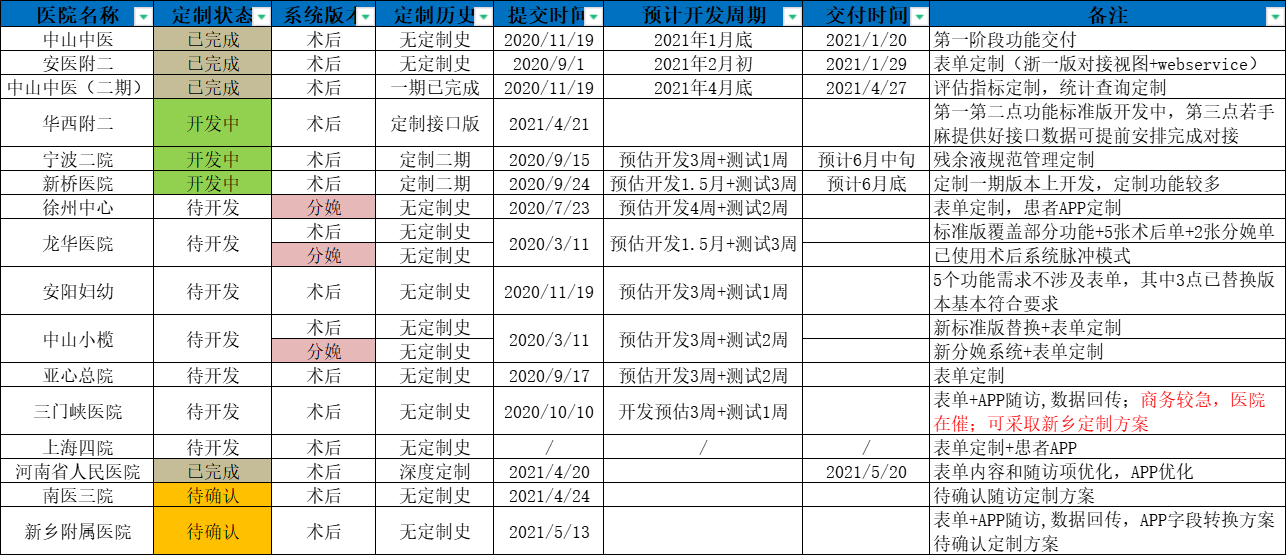 医院名称 定制状态 系统版本 定制历史 提交时间 预计开发周期 交付时间 备注
中山中医 已完成 术后 无定制史 2020/11/19 2021年1月底 2021/1/20 第一阶段功能交付
安医附二 已完成 术后 无定制史 2020/9/1 2021年2月初 2021/1/29 表单定制（浙一版对接视图+webservice）
中山中医（二期） 已完成 术后 一期已完成 2020/11/19 2021年4月底 2021/4/27 评估指标定制，统计查询定制
华西附二 开发中 术后 定制接口版 2021/4/21 第一第二点功能标准版开发中，第三点若手
麻提供好接口数据可提前安排完成对接
宁波二院 开发中 术后 定制二期 2020/9/15 预估开发3周+测试1周 预计6月中旬 残余液规范管理定制
新桥医院 开发中 术后 定制二期 2020/9/24 预估开发1.5月+测试3周 预计6月底 定制一期版本上开发，定制功能较多
徐州中心 待开发 分娩 无定制史 2020/7/23 预估开发4周+测试2周 表单定制，患者APP定制
龙华医院 待开发 术后 无定制史 2020/3/11 预估开发1.5月+测试3周 标准版覆盖部分功能+5张术后单+2张分娩单
分娩 无定制史 已使用术后系统脉冲模式
安阳妇幼 待开发 术后 无定制史 2020/11/19 预估开发3周+测试1周 5个功能需求不涉及表单，其中3点已替换版
本基本符合要求
中山小榄 待开发 术后 无定制史 2020/3/11 预估开发3周+测试2周 新标准版替换+表单定制
分娩 无定制史 新分娩系统+表单定制
亚心总院 待开发 术后 无定制史 2020/9/17 预估开发3周+测试2周 表单定制
三门峡医院 待开发 术后 无定制史 2020/10/10 开发预估3周+测试1周 表单+APP随访,数据回传；商务较急，医院
在催；可采取新乡定制方案
上海四院 待开发 术后 无定制史 / / / 表单定制+患者APP
河南省人民医院 已完成 术后 深度定制 2021/4/20 2021/5/20 表单内容和随访项优化，APP优化
南医三院 待确认 术后 无定制史 2021/4/24 待确认随访定制方案
新乡附属医院 待确认 术后 无定制史 2021/5/13 表单+APP随访,数据回传，APP字段转换方案
待确认定制方案